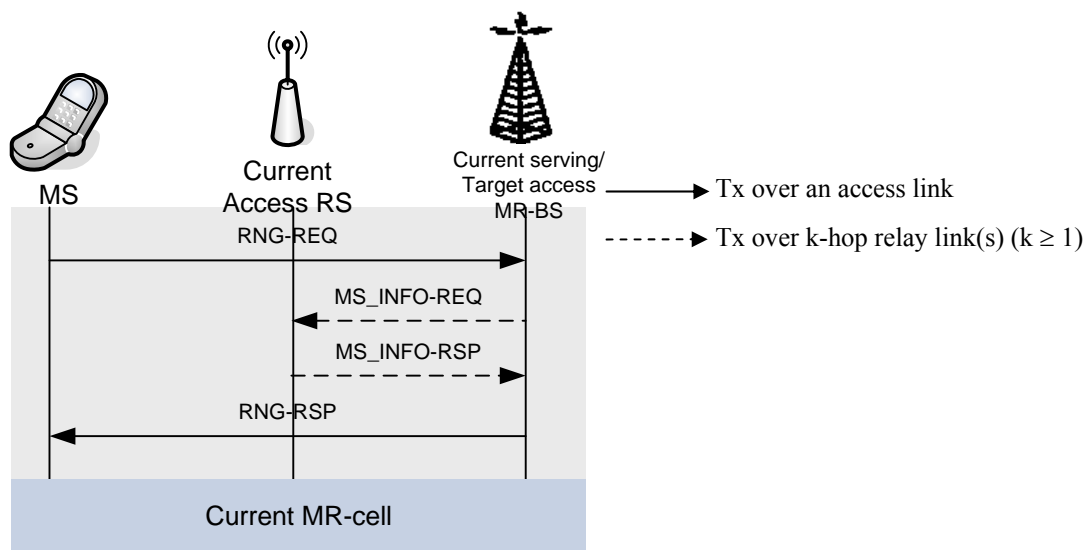 MS
Current
Access RS
Current serving/
Target access
MR-BS
Tx over an access link
Tx over k-hop relay link(s) (k ≥ 1)
RNG-REQ
MS_INFO-REQ
MS_INFO-RSP
RNG-RSP
Current MR-cell